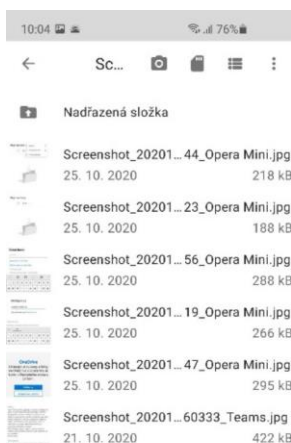 10:04 76%
Sc...
Nadřazená složka
Screenshot_20201...44_Opera Mini.jpg
25. 10. 2020 218 kB
Screenshot_20201...23_Opera Mini.jpg
25. 10. 2020 188 kB
Screenshot_20201...56_Opera Mini.jpg
25. 10. 2020 288 kB
Screenshot_20201...19_Opera Mini.jpg
25. 10. 2020 266 kB
OneDrive
Screenshot_20201...47_Opera Mini.jpg
25. 10. 2020 295 kB
Screenshot_20201...60333_Teams.jpg
21. 10. 2020 422 kB